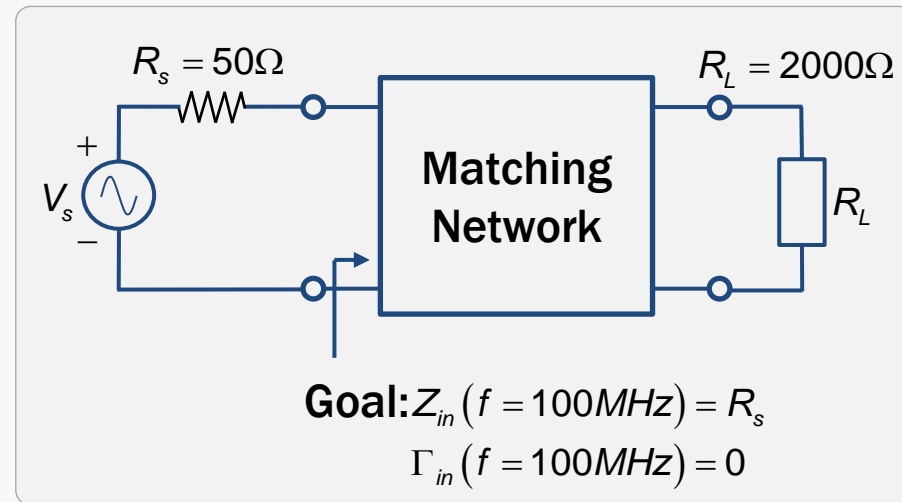 R_s = 50Ω
R_L = 2000Ω
+
V_s
−
Matching
Network
R_L
Goal: Z_in (f = 100MHz) = R_s
Γ_in (f = 100MHz) = 0